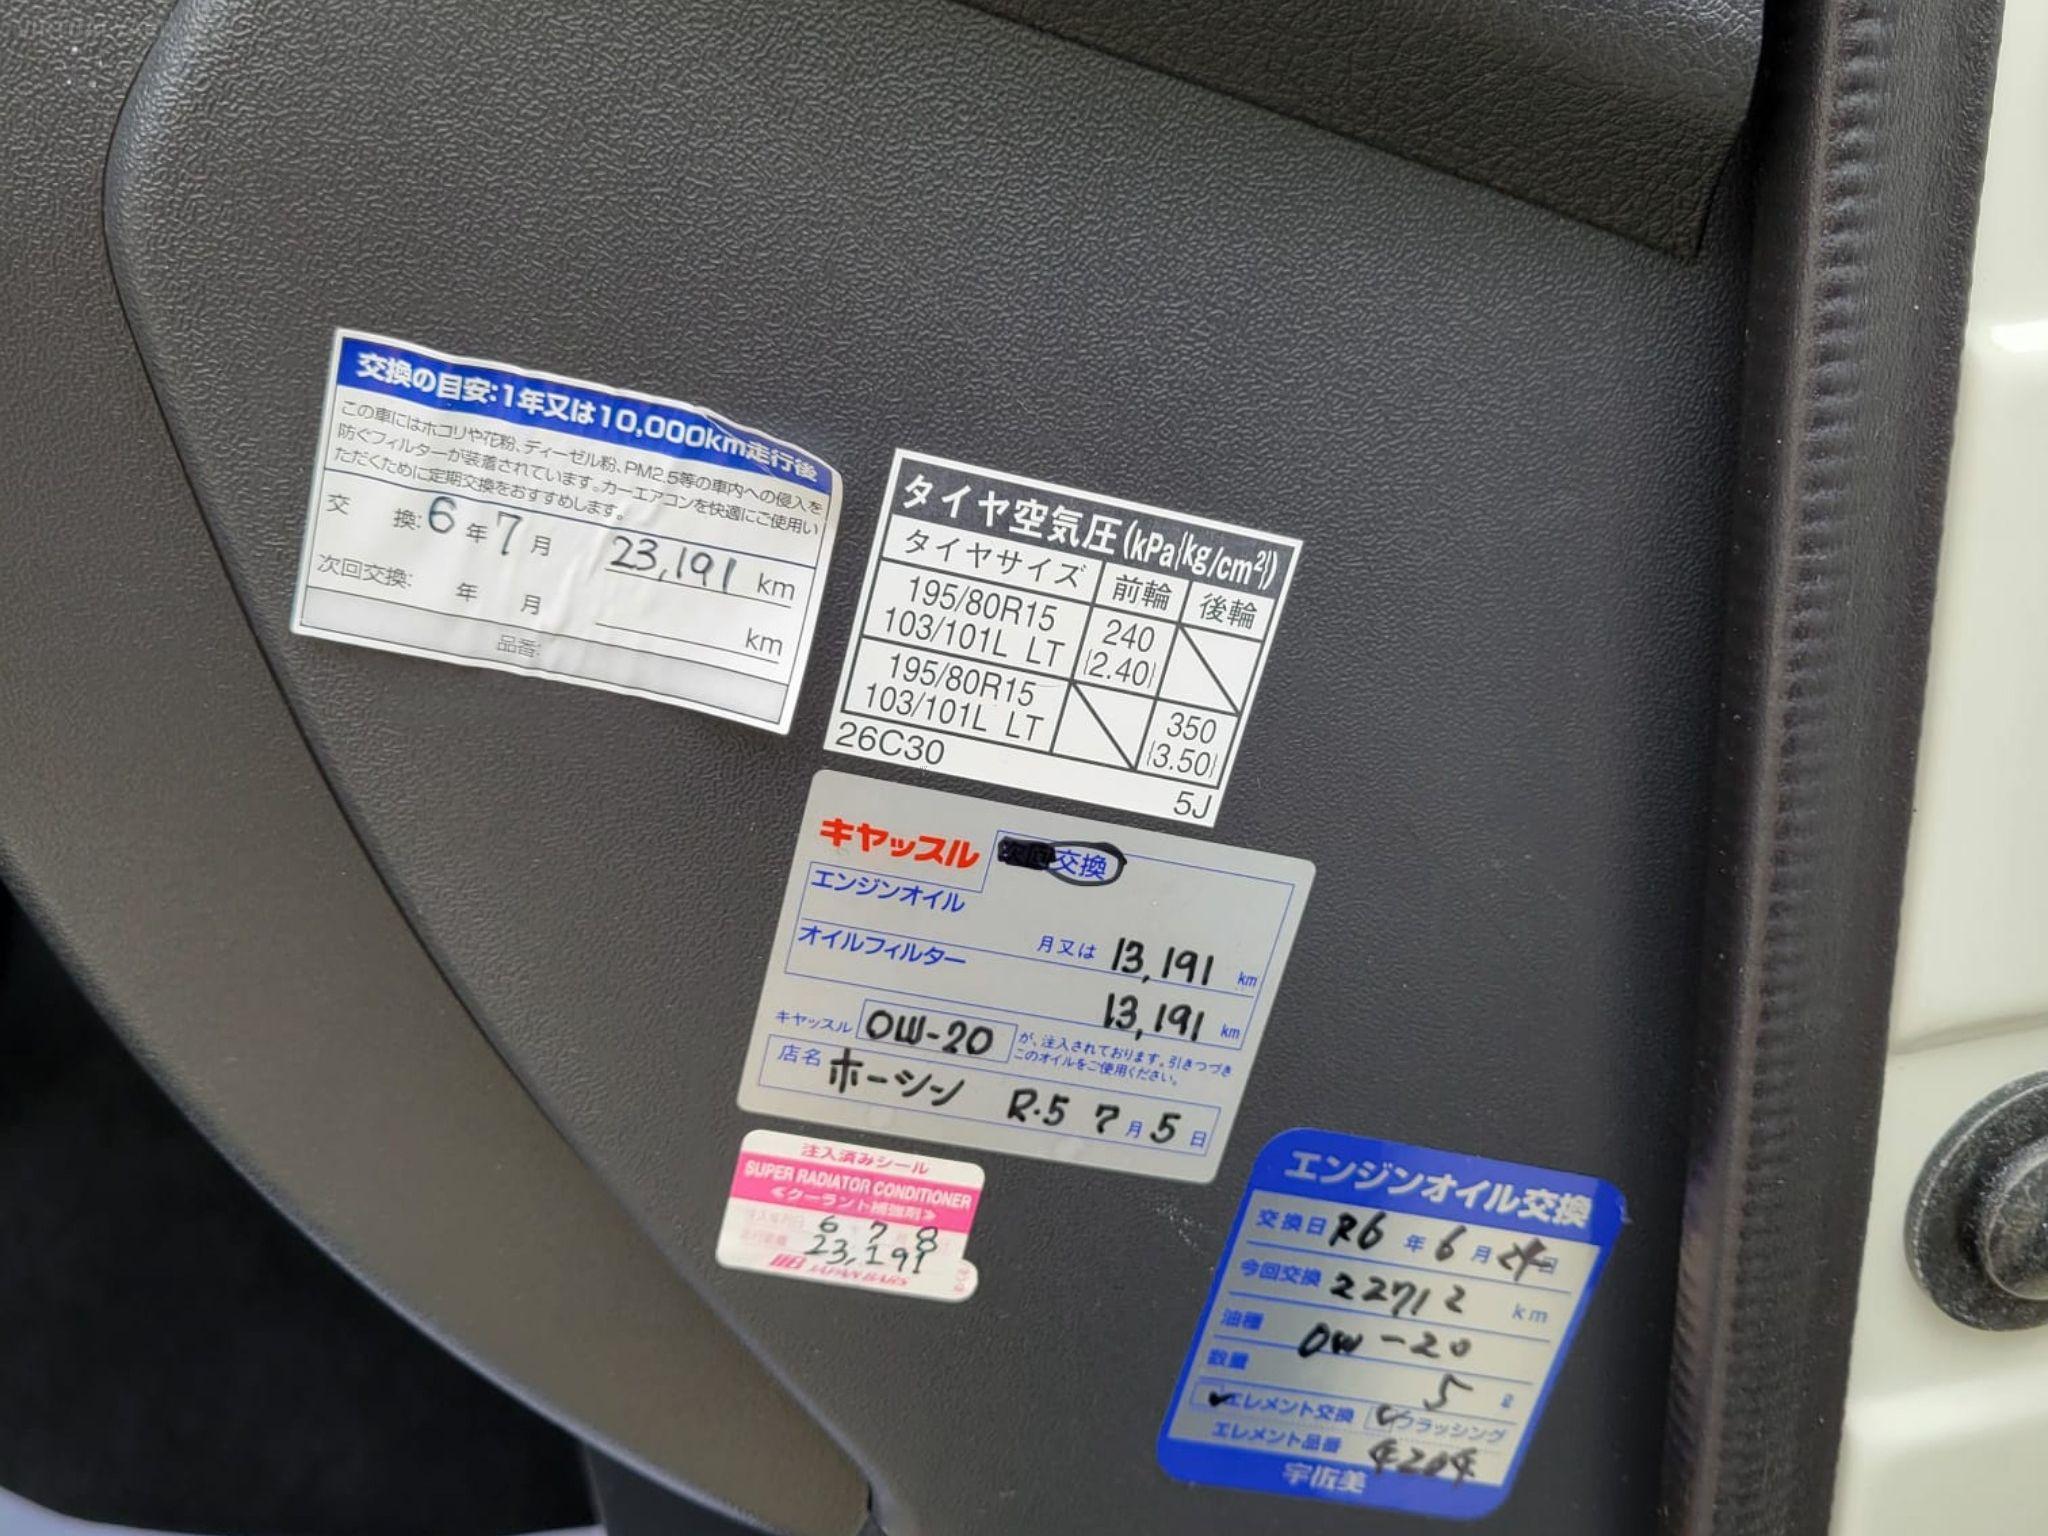 交換の目安:1年又は10,000km走行後
この車にはホコリや花粉、ディーゼル粉、PM2.5等の車内への侵入を
防ぐフィルターが装着されています。カーエアコンを快適にご使用い
ただくために定期交換をおすすめします。
交 換: 6年 7月 23,191 km
次回交換: 年 月 km
品番:
タイヤ空気圧(kPa{kg/cm²})
タイヤサイズ 前輪 後輪
195/80R15
103/101L LT 240
{2.40}
195/80R15
103/101L LT 350
{3.50}
26C30
5J
キヤッスル 次回交換
エンジンオイル 月又は 13,191 km
オイルフィルター 13,191 km
キヤッスル 0W-20 が、注入されております。引きつづき
このオイルをご使用ください。
店名 ホーシン R.5 7月 5日
注入済みシール
SUPER RADIATOR CONDITIONER
≪クーラント補強剤≫
6 7 8
23,191
JAPAN BARS
エンジンオイル交換
交換日 R6年 6月 24日
今回交換 22712 km
油種 0W-20
数量 5 ℓ
エレメント交換 フラッシング
エレメント品番 4204
宇佐美